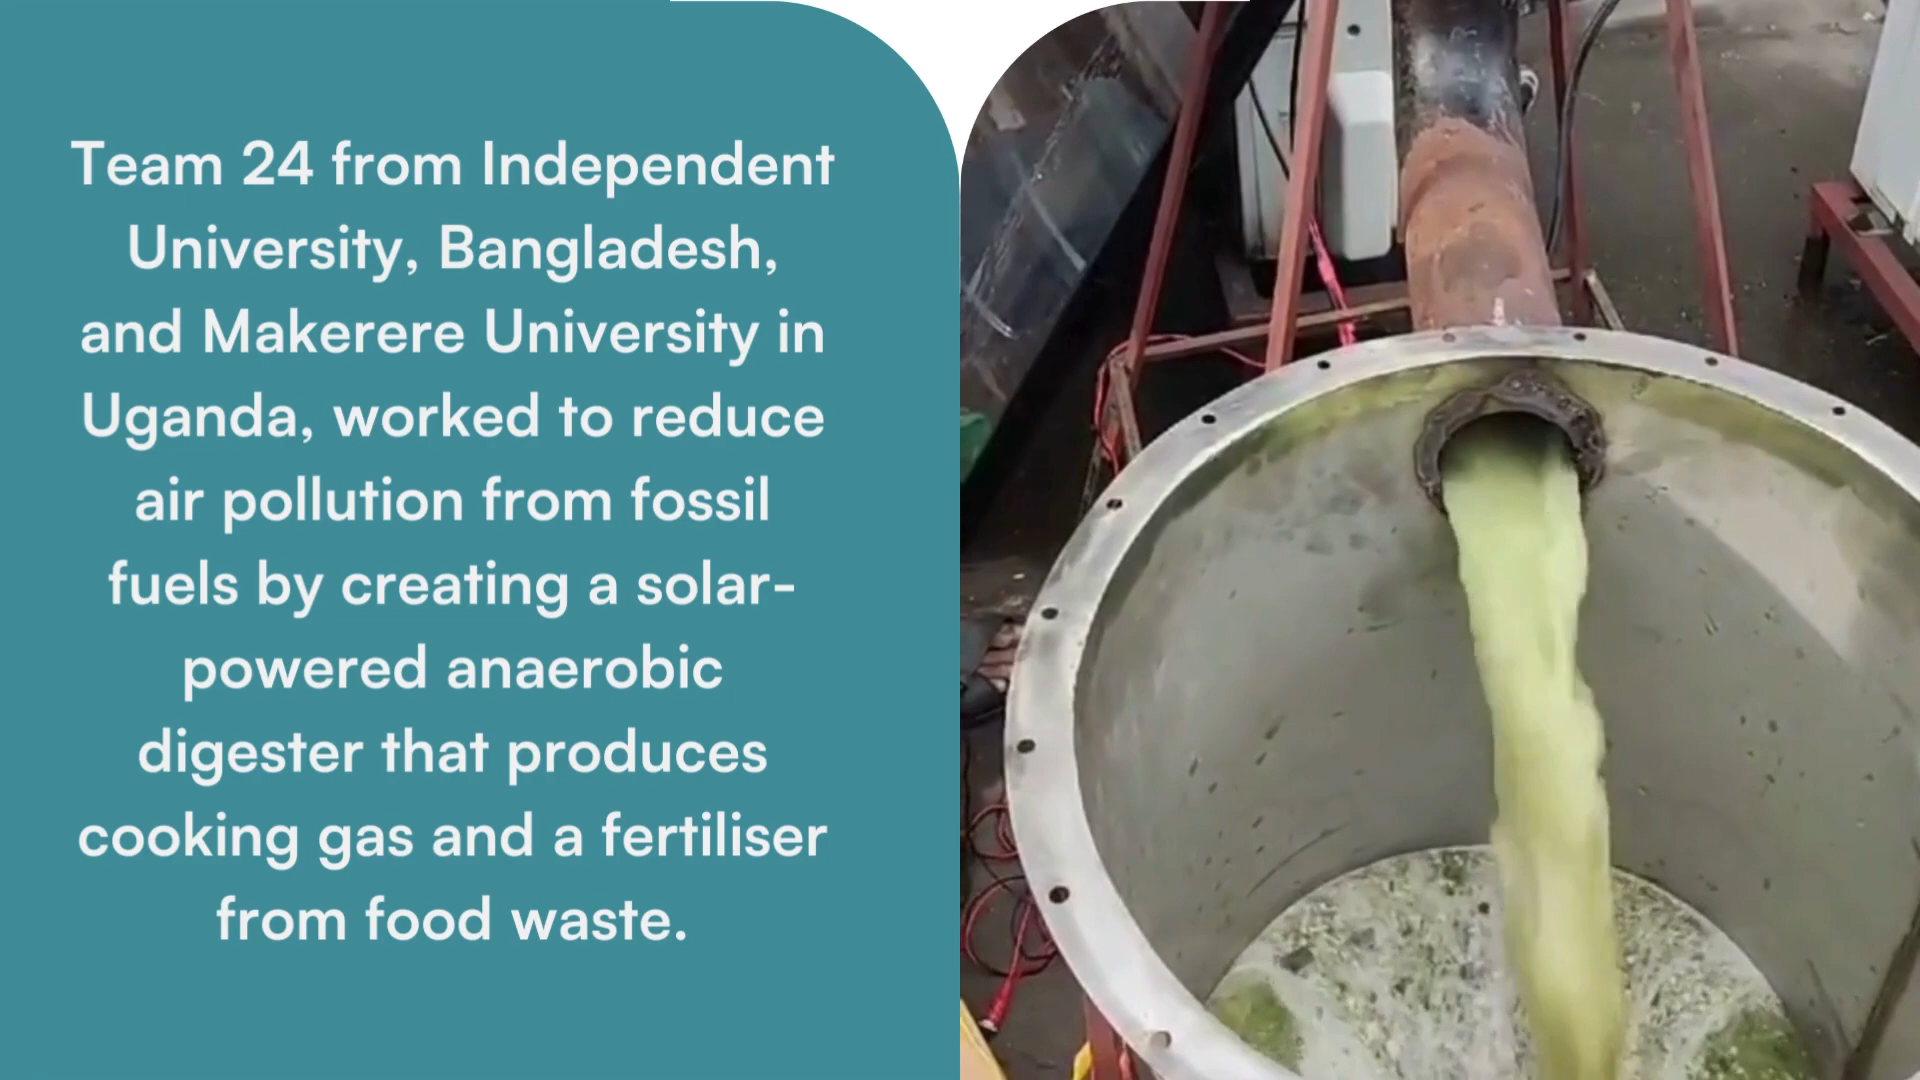 Team 24 from Independent
University, Bangladesh,
and Makerere University in
Uganda, worked to reduce
air pollution from fossil
fuels by creating a solar-
powered anaerobic
digester that produces
cooking gas and a fertiliser
from food waste.